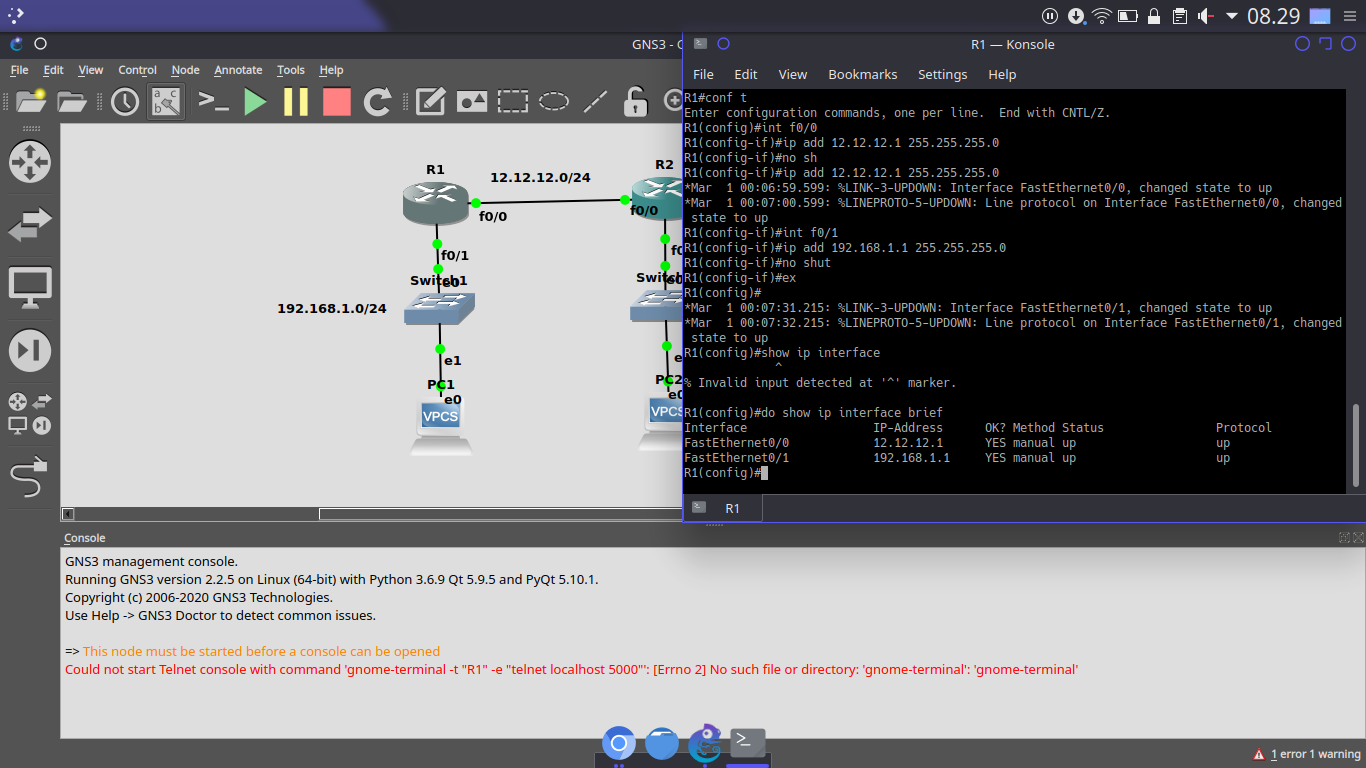 08.29
GNS3 - G
File Edit View Control Node Annotate Tools Help
R1
12.12.12.0/24
R2
f0/0
f0/0
f0/1
f0
Switch1
e0
Switch
e0
192.168.1.0/24
e1
e
PC1
e0
PC2
e0
VPCS
VPCS
R1 — Konsole
File Edit View Bookmarks Settings Help
R1#conf t
Enter configuration commands, one per line.  End with CNTL/Z.
R1(config)#int f0/0
R1(config-if)#ip add 12.12.12.1 255.255.255.0
R1(config-if)#no sh
R1(config-if)#ip add 12.12.12.1 255.255.255.0
*Mar  1 00:06:59.599: %LINK-3-UPDOWN: Interface FastEthernet0/0, changed state to up
*Mar  1 00:07:00.599: %LINEPROTO-5-UPDOWN: Line protocol on Interface FastEthernet0/0, changed
 state to up
R1(config-if)#int f0/1
R1(config-if)#ip add 192.168.1.1 255.255.255.0
R1(config-if)#no shut
R1(config-if)#ex
R1(config)#
*Mar  1 00:07:31.215: %LINK-3-UPDOWN: Interface FastEthernet0/1, changed state to up
*Mar  1 00:07:32.215: %LINEPROTO-5-UPDOWN: Line protocol on Interface FastEthernet0/1, changed
 state to up
R1(config)#show ip interface
^
% Invalid input detected at '^' marker.
R1(config)#do show ip interface brief
Interface IP-Address OK? Method Status Protocol
FastEthernet0/0 12.12.12.1 YES manual up up
FastEthernet0/1 192.168.1.1 YES manual up up
R1(config)#
R1
Console
GNS3 management console.
Running GNS3 version 2.2.5 on Linux (64-bit) with Python 3.6.9 Qt 5.9.5 and PyQt 5.10.1.
Copyright (c) 2006-2020 GNS3 Technologies.
Use Help -> GNS3 Doctor to detect common issues.
=> This node must be started before a console can be opened
Could not start Telnet console with command 'gnome-terminal -t "R1" -e "telnet localhost 5000"': [Errno 2] No such file or directory: 'gnome-terminal': 'gnome-terminal'
1 error 1 warning